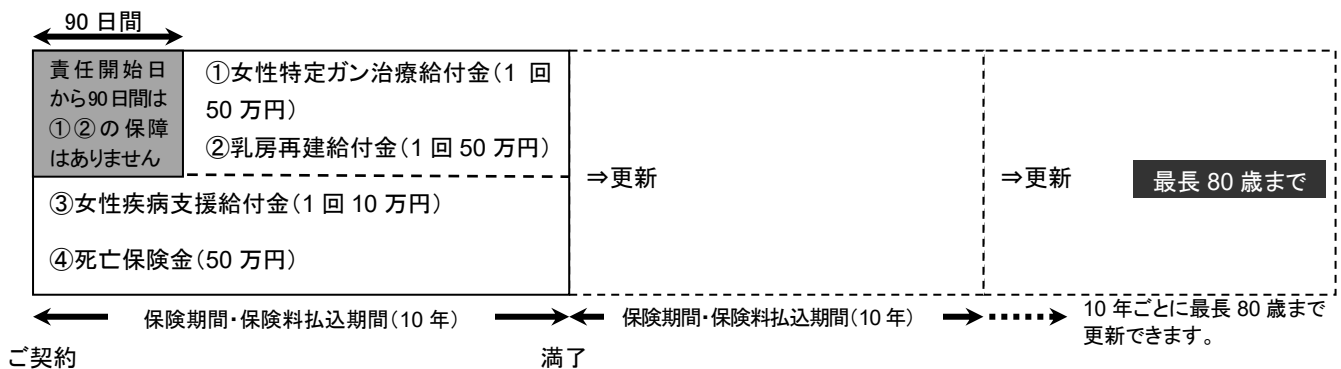 90 日間
責任開始日
から90日間は
①②の保障
はありません
①女性特定ガン治療給付金(1 回
50 万円)
②乳房再建給付金(1 回 50 万円)
③女性疾病支援給付金(1 回 10 万円)
④死亡保険金(50 万円)
⇒更新
⇒更新
最長 80 歳まで
保険期間・保険料払込期間(10 年)
保険期間・保険料払込期間(10 年)
10 年ごとに最長 80 歳まで
更新できます。
ご契約
満了